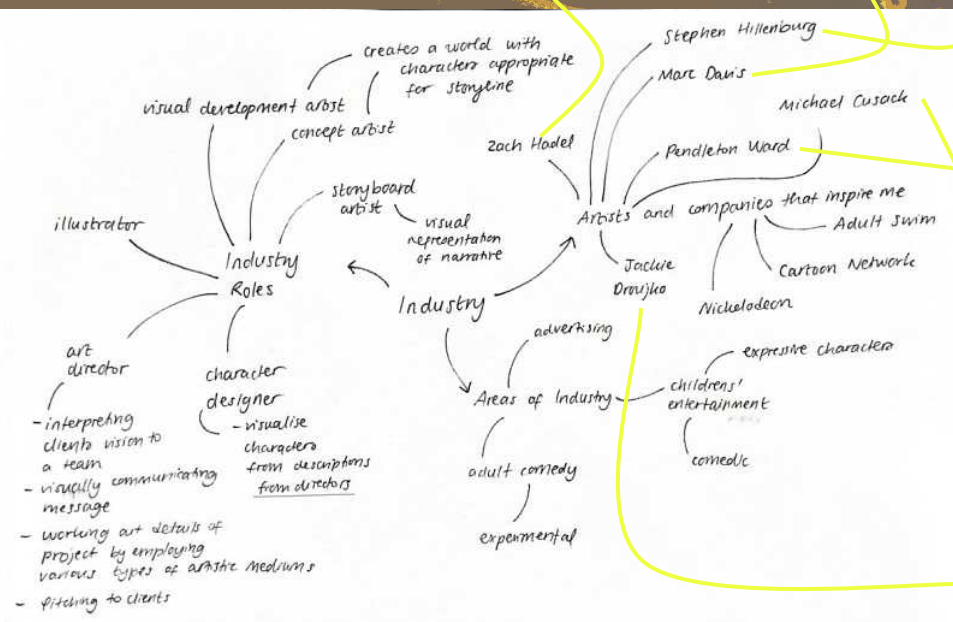 Industry
Industry
Roles
illustrator
visual development artist
concept artist
creates a world with
characters appropriate
for storyline
storyboard
artist
visual
representation
of narrative
art
director
- interpreting
clients vision to
a team
- visually communicating
message
- working out details of
project by employing
various types of artistic mediums
- pitching to clients
character
designer
- visualise
characters
from descriptions
from directors
Artists and companies that inspire me
Zach Hadel
Stephen Hillenburg
Marc Davis
Pendleton Ward
Michael Cusack
Jackie
Droujko
Nickelodeon
Cartoon Network
Adult Swim
Areas of Industry
advertising
childrens'
entertainment
expressive characters
comedic
adult comedy
experimental